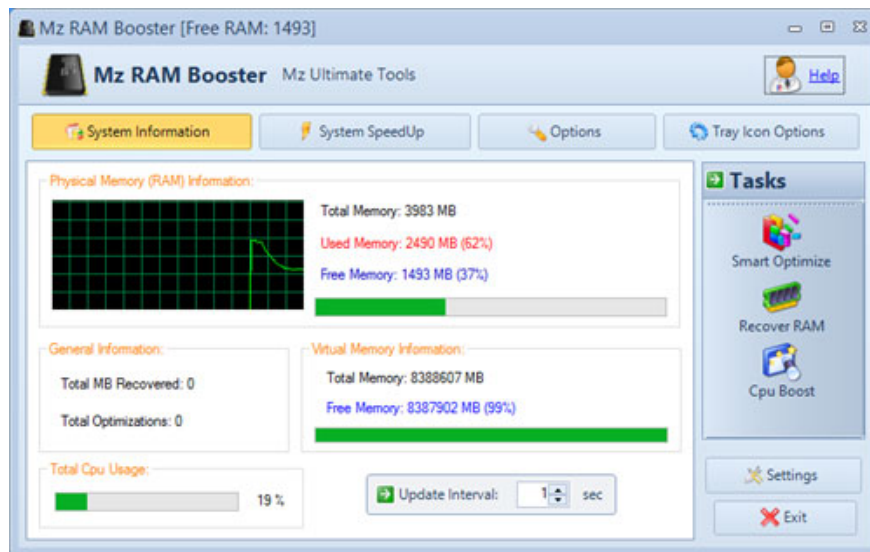 Mz RAM Booster [Free RAM: 1493]
Mz RAM Booster Mz Ultimate Tools
Help
System Information
System SpeedUp
Options
Tray Icon Options
Physical Memory (RAM) Information:
Total Memory: 3983 MB
Used Memory: 2490 MB (62%)
Free Memory: 1493 MB (37%)
General Information:
Total MB Recovered: 0
Total Optimizations: 0
Virtual Memory Information:
Total Memory: 8388607 MB
Free Memory: 8387902 MB (99%)
Total Cpu Usage:
19 %
Update Interval: 1 sec
Tasks
Smart Optimize
Recover RAM
Cpu Boost
Settings
Exit